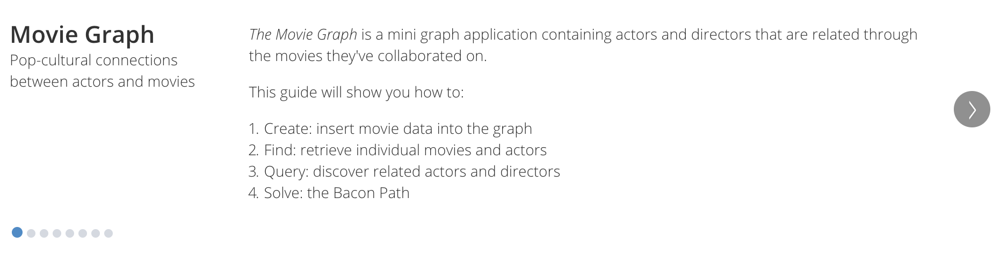 Movie Graph
Pop-cultural connections
between actors and movies
The Movie Graph is a mini graph application containing actors and directors that are related through
the movies they've collaborated on.
This guide will show you how to:
1. Create: insert movie data into the graph
2. Find: retrieve individual movies and actors
3. Query: discover related actors and directors
4. Solve: the Bacon Path